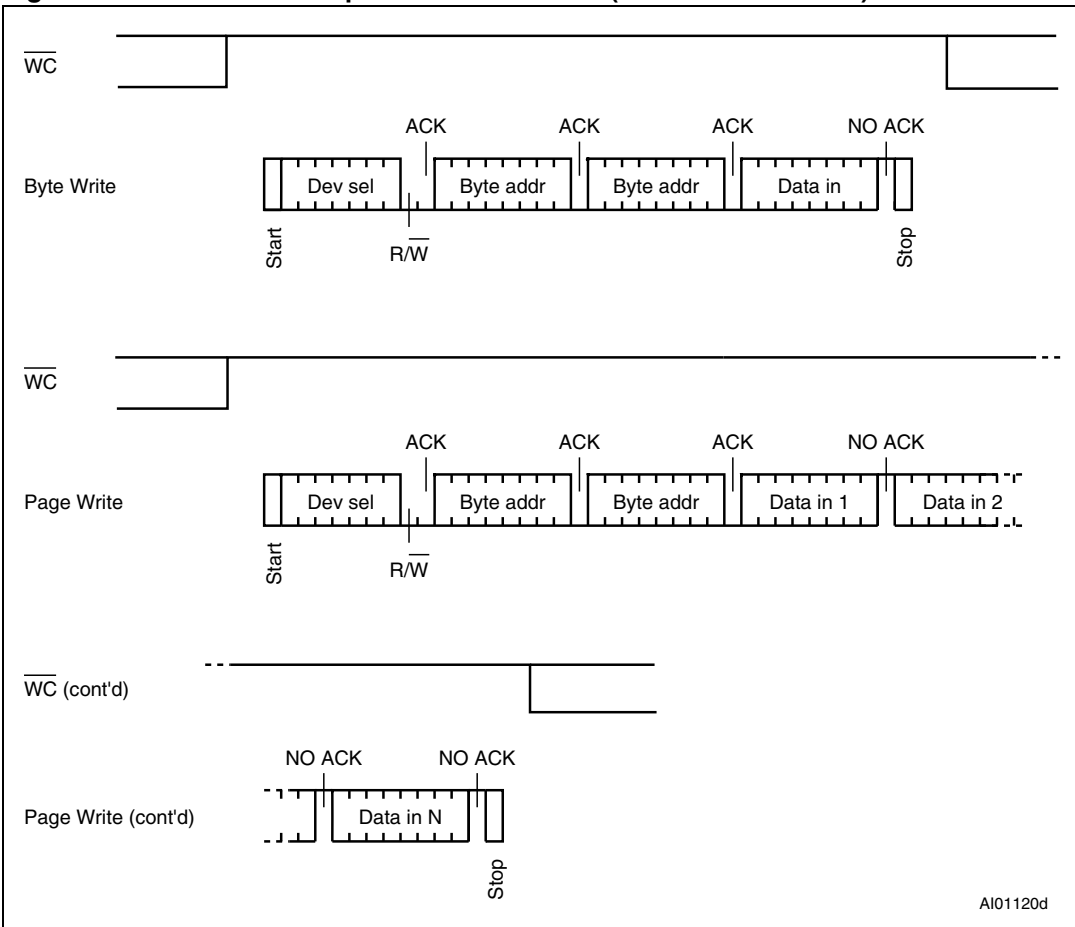 WC
ACK ACK ACK NO ACK
Byte Write Dev sel Byte addr Byte addr Data in
R/W
Start
Stop
WC
ACK ACK ACK NO ACK
Page Write Dev sel Byte addr Byte addr Data in 1 Data in 2
R/W
Start
WC (cont'd)
NO ACK NO ACK
Page Write (cont'd) Data in N
Stop
AI01120d